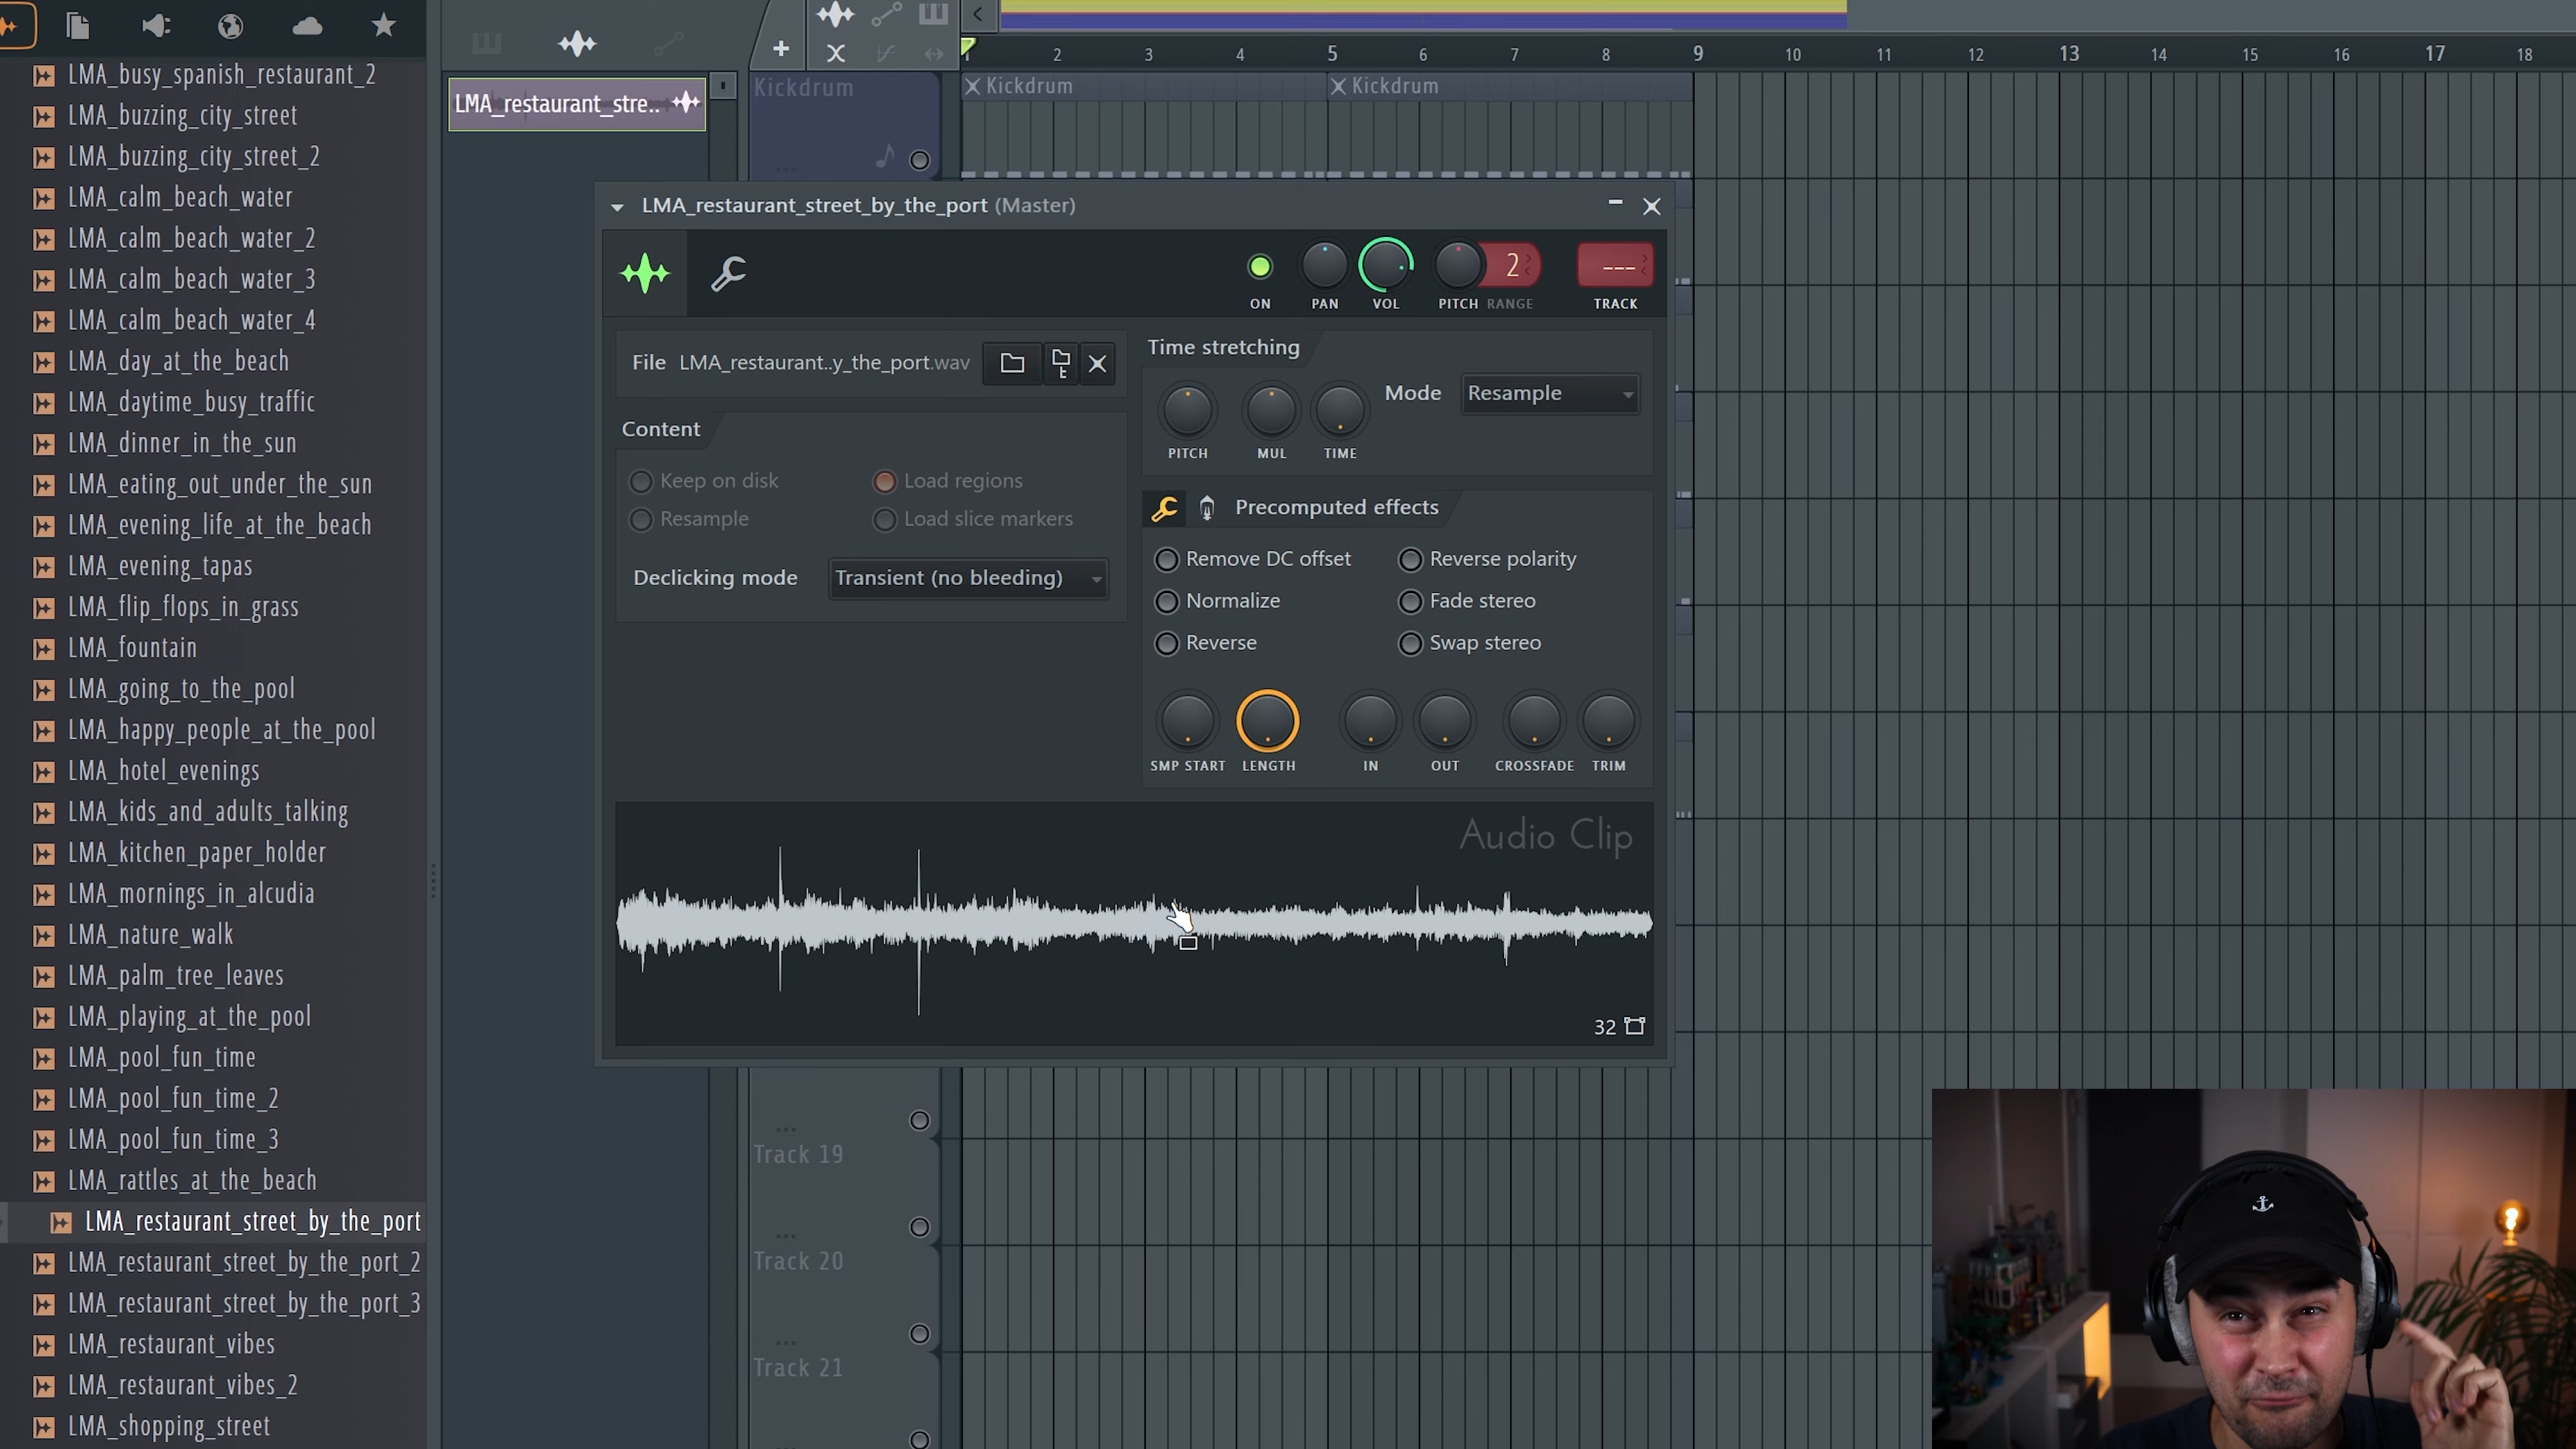 LMA_busy_spanish_restaurant_2
LMA_buzzing_city_street
LMA_buzzing_city_street_2
LMA_calm_beach_water
LMA_calm_beach_water_2
LMA_calm_beach_water_3
LMA_calm_beach_water_4
LMA_day_at_the_beach
LMA_daytime_busy_traffic
LMA_dinner_in_the_sun
LMA_eating_out_under_the_sun
LMA_evening_life_at_the_beach
LMA_evening_tapas
LMA_flip_flops_in_grass
LMA_fountain
LMA_going_to_the_pool
LMA_happy_people_at_the_pool
LMA_hotel_evenings
LMA_kids_and_adults_talking
LMA_kitchen_paper_holder
LMA_mornings_in_alcudia
LMA_nature_walk
LMA_palm_tree_leaves
LMA_playing_at_the_pool
LMA_pool_fun_time
LMA_pool_fun_time_2
LMA_pool_fun_time_3
LMA_rattles_at_the_beach
LMA_restaurant_street_by_the_port
LMA_restaurant_street_by_the_port_2
LMA_restaurant_street_by_the_port_3
LMA_restaurant_vibes
LMA_restaurant_vibes_2
LMA_shopping_street
LMA_restaurant_stre..
1 2 3 4 5 6 7 8 9 10 11 12 13 14 15 16 17 18
Kickdrum
Kickdrum
Kickdrum
LMA_restaurant_street_by_the_port (Master)
2
---
ON PAN VOL PITCH RANGE TRACK
File LMA_restaurant..y_the_port.wav
Content
Keep on disk Load regions
Resample Load slice markers
Declicking mode Transient (no bleeding)
Time stretching
Mode Resample
PITCH MUL TIME
Precomputed effects
Remove DC offset Reverse polarity
Normalize Fade stereo
Reverse Swap stereo
SMP START LENGTH IN OUT CROSSFADE TRIM
Audio Clip
32
Track 19
Track 20
Track 21